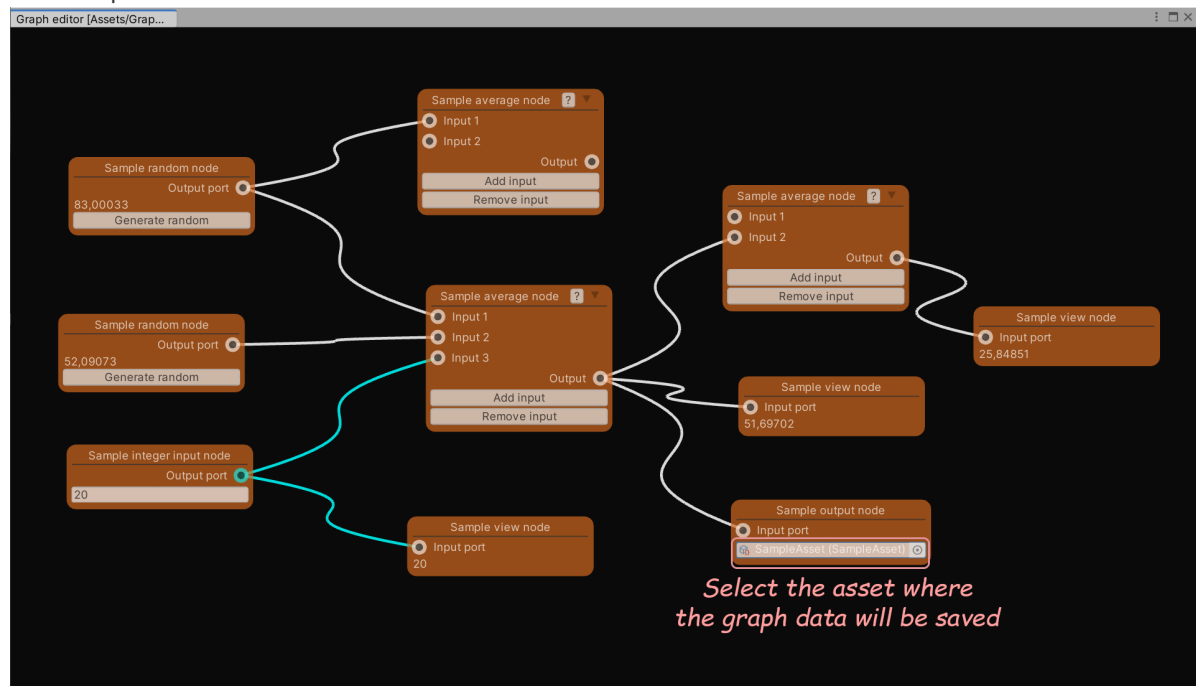 Graph editor [Assets/Grap...
Sample average node ?
Input 1
Input 2
Output
Add input
Remove input
Sample random node
Output port
83,00033
Generate random
Sample average node ?
Input 1
Input 2
Output
Add input
Remove input
Sample average node ?
Input 1
Input 2
Input 3
Output
Add input
Remove input
Sample random node
Output port
52,09073
Generate random
Sample view node
Input port
25,84851
Sample view node
Input port
51,69702
Sample integer input node
Output port
20
Sample view node
Input port
20
Sample output node
Input port
SampleAsset (SampleAsset)
Select the asset where
the graph data will be saved